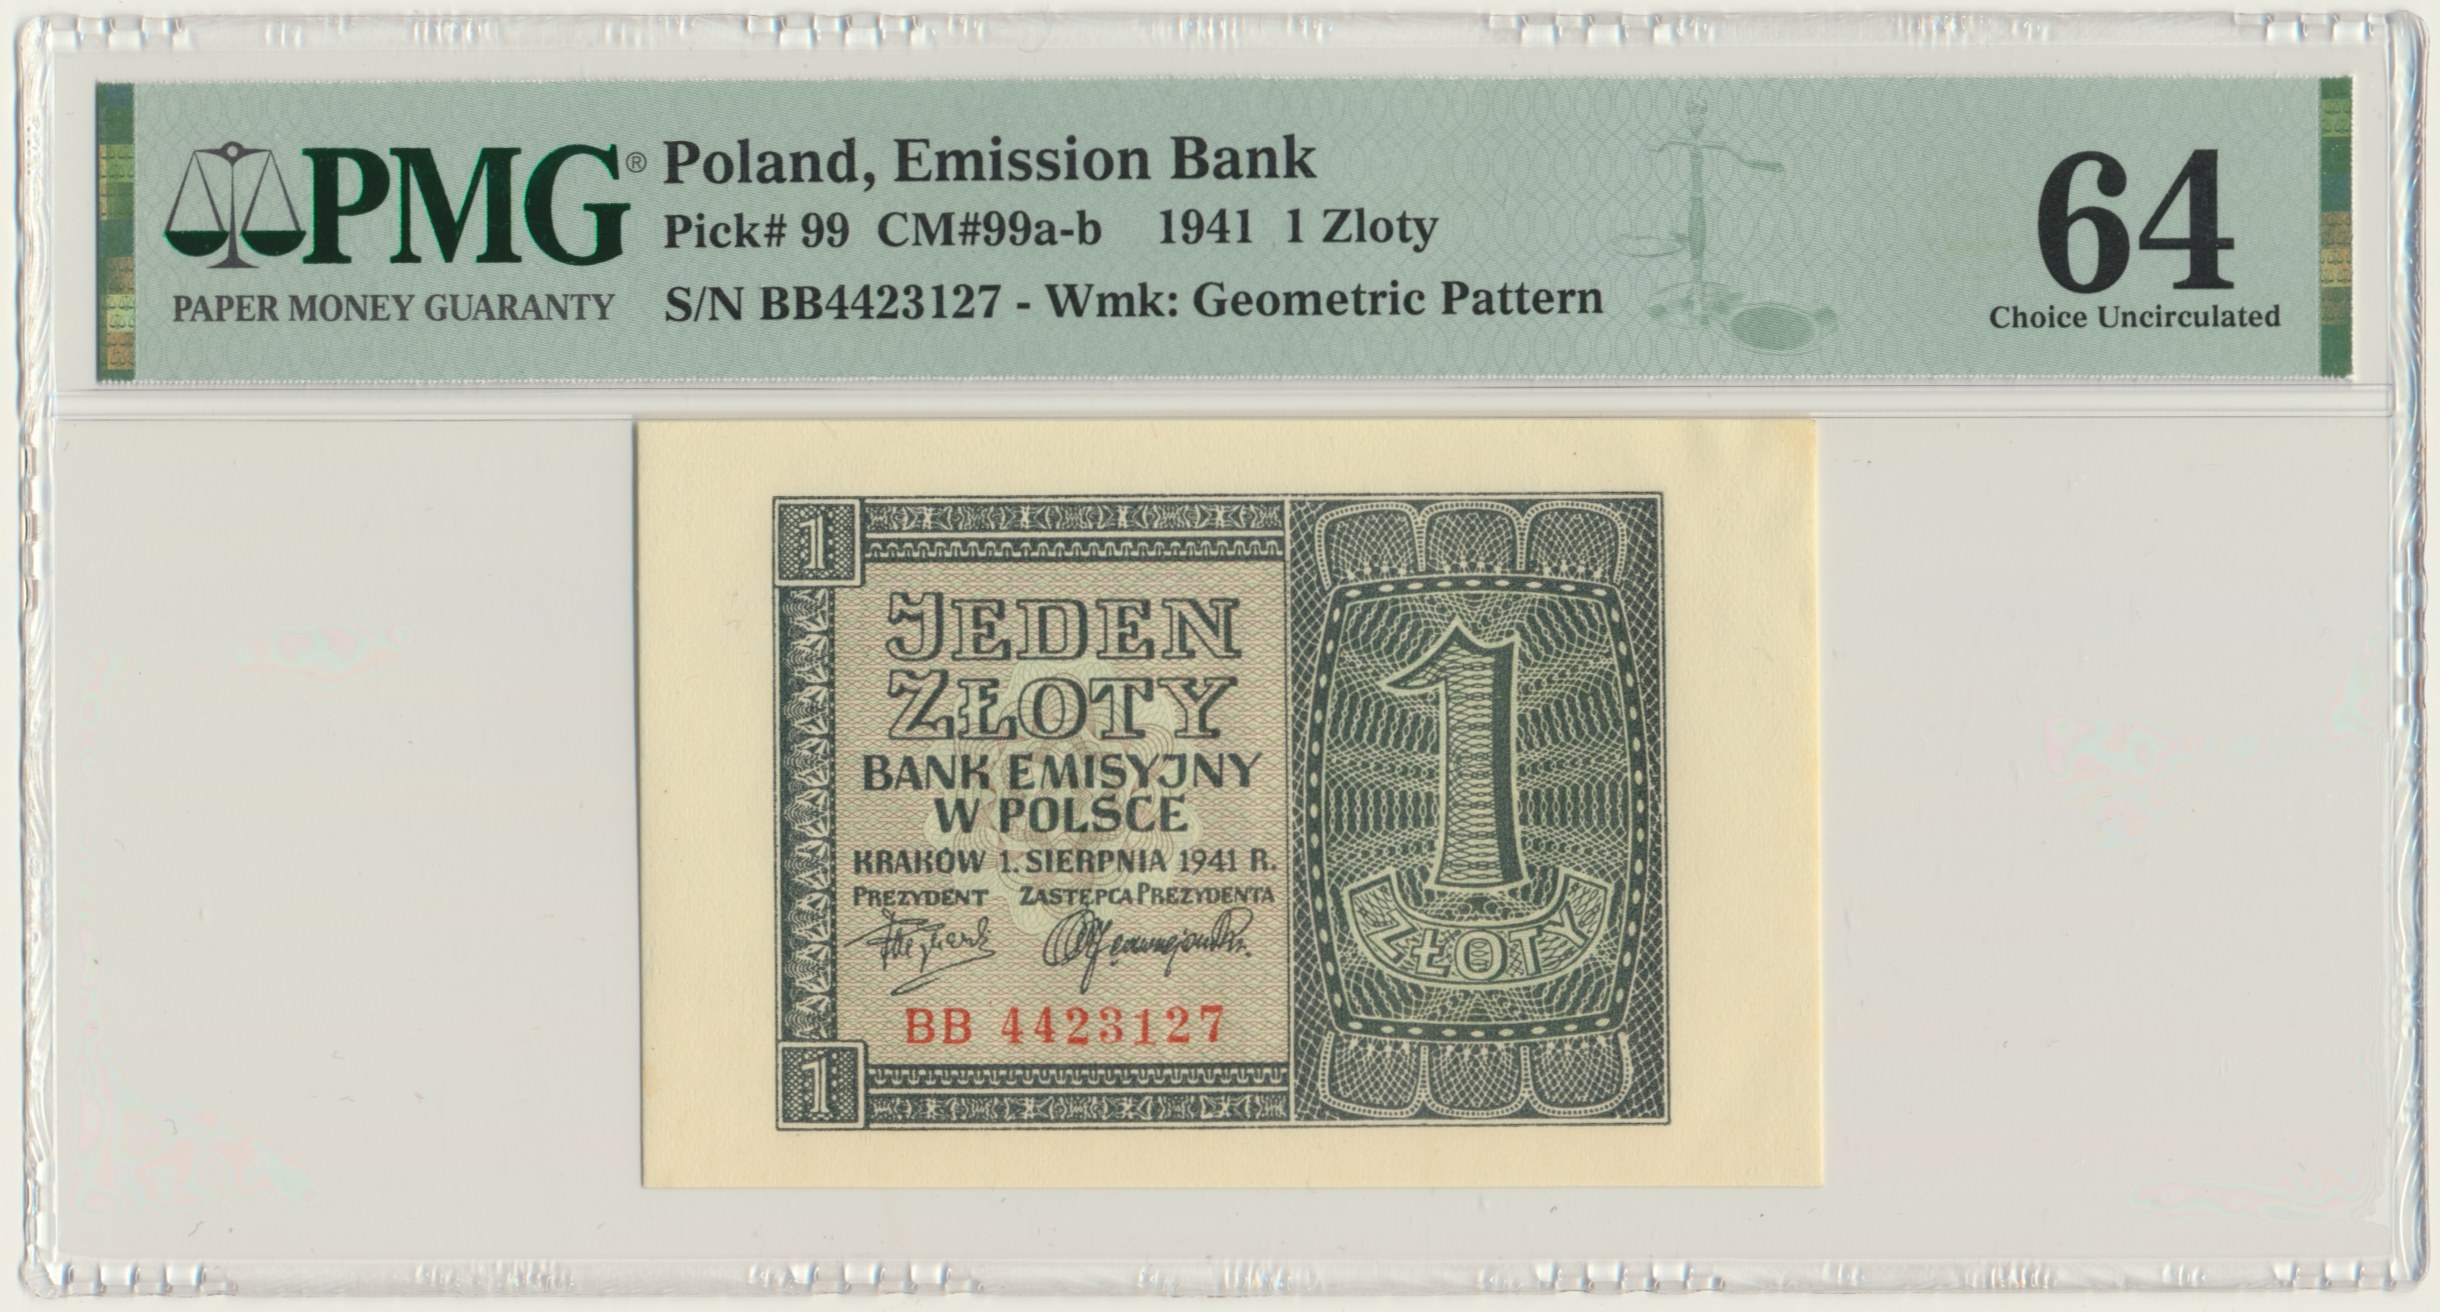 PMG® Poland, Emission Bank
Pick# 99 CM#99a-b 1941 1 Zloty
PAPER MONEY GUARANTY
S/N BB4423127 - Wmk: Geometric Pattern
64
Choice Uncirculated
1
JEDEN
ZŁOTY
BANK EMISYJNY
W POLSCE
KRAKÓW 1. SIERPNIA 1941 R.
PREZYDENT ZASTĘPCA PREZYDENTA
BB 4423127
1
1
ZŁOTY